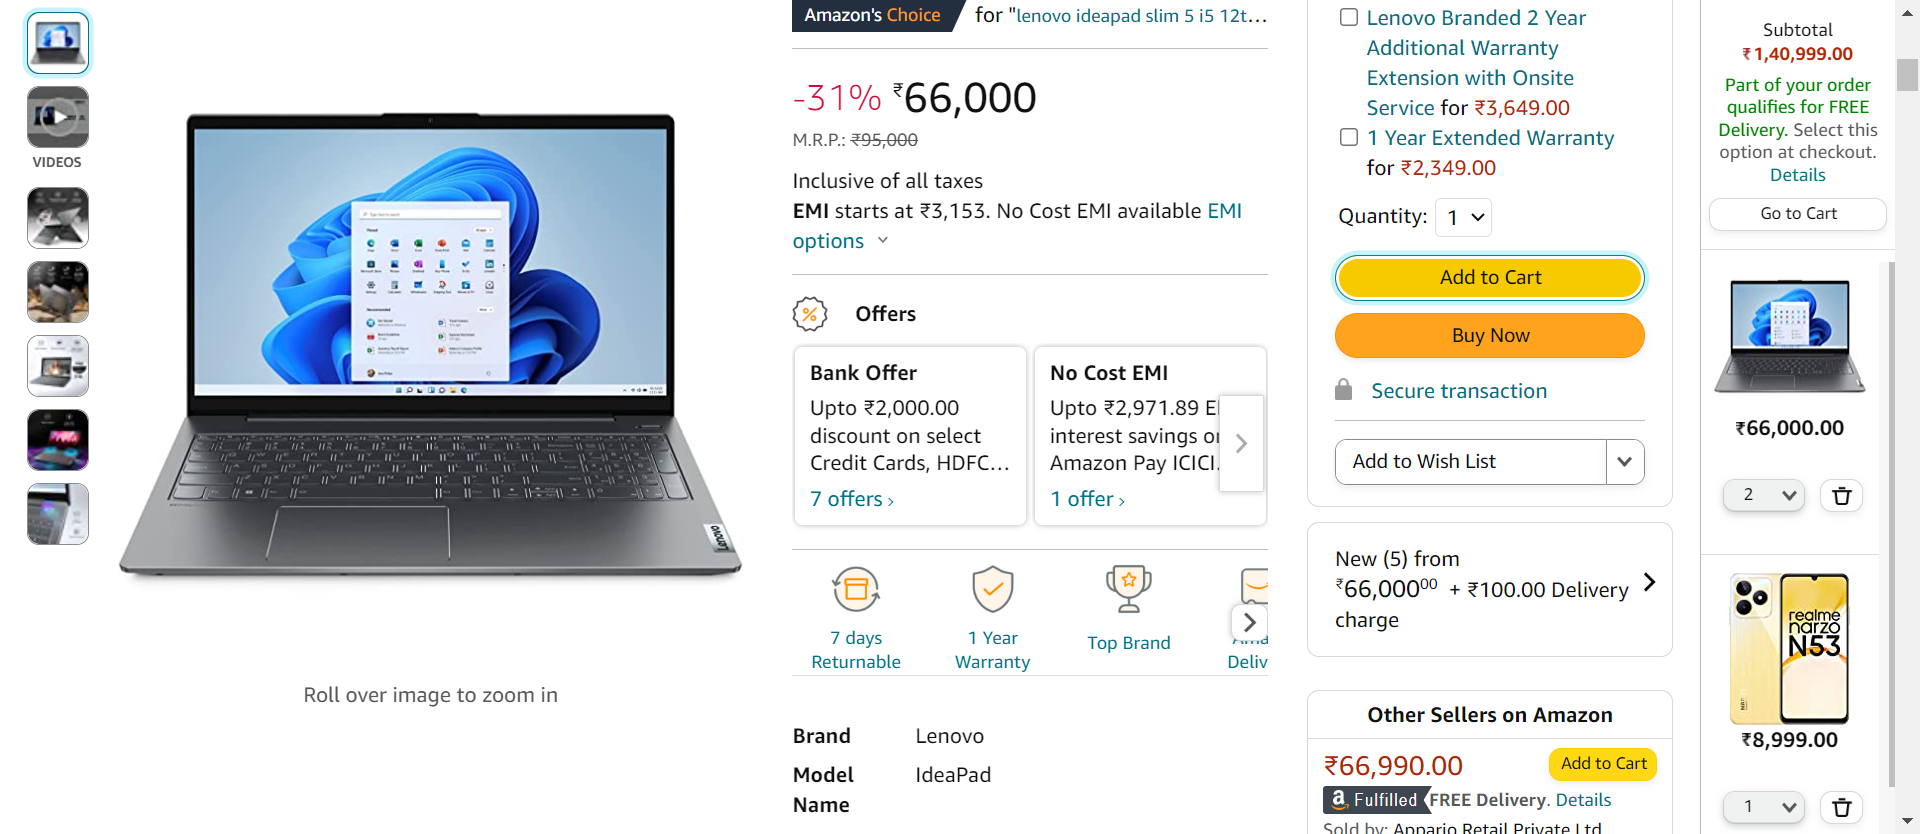 VIDEOS
Lenovo
Roll over image to zoom in
Amazon's Choice for "lenovo ideapad slim 5 i5 12t...
-31% ₹66,000
M.R.P.: ₹95,000
Inclusive of all taxes
EMI starts at ₹3,153. No Cost EMI available EMI
options
Offers
Bank Offer
Upto ₹2,000.00
discount on select
Credit Cards, HDFC...
7 offers ›
No Cost EMI
Upto ₹2,971.89 E
interest savings o
Amazon Pay ICICI
1 offer ›
7 days
Returnable
1 Year
Warranty
Top Brand
Deliv
Brand Lenovo
Model IdeaPad
Name
Lenovo Branded 2 Year
Additional Warranty
Extension with Onsite
Service for ₹3,649.00
1 Year Extended Warranty
for ₹2,349.00
Quantity: 1
Add to Cart
Buy Now
Secure transaction
Add to Wish List
New (5) from
₹66,000⁰⁰ + ₹100.00 Delivery
charge
Other Sellers on Amazon
₹66,990.00 Add to Cart
a Fulfilled FREE Delivery. Details
Sold by: Appario Retail Private Ltd
Subtotal
₹1,40,999.00
Part of your order
qualifies for FREE
Delivery. Select this
option at checkout.
Details
Go to Cart
₹66,000.00
2
realme
narzo
N53
₹8,999.00
1